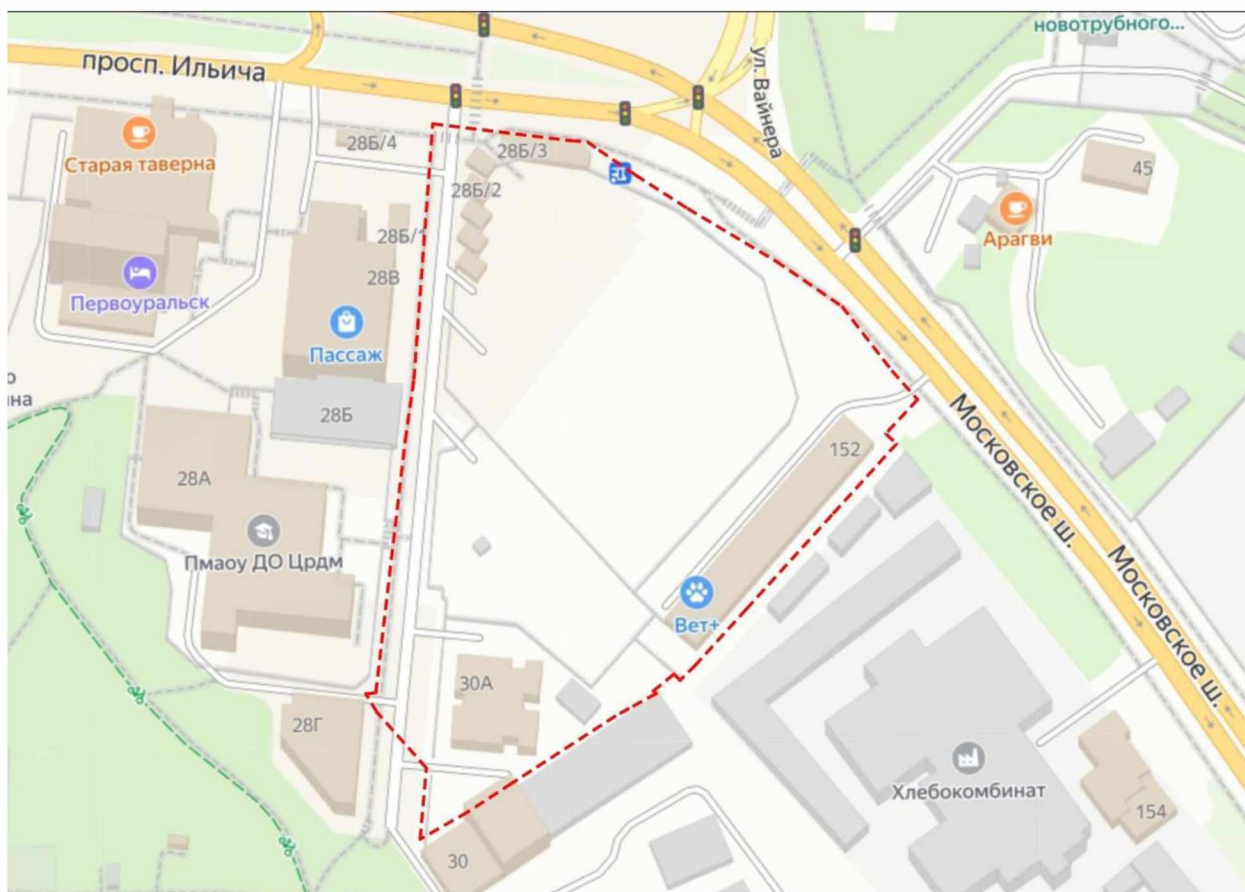 новотрубного...
просп. Ильича
ул. Вайнера
28Б/4
28Б/3
Старая таверна
45
28Б/2
28Б/1
Арагви
28В
Первоуральск
Пассаж
о
на
28Б
Московское ш.
152
28А
Московское ш.
Пмаоу ДО Црдм
Вет+
30А
28Г
Хлебокомбинат
154
30